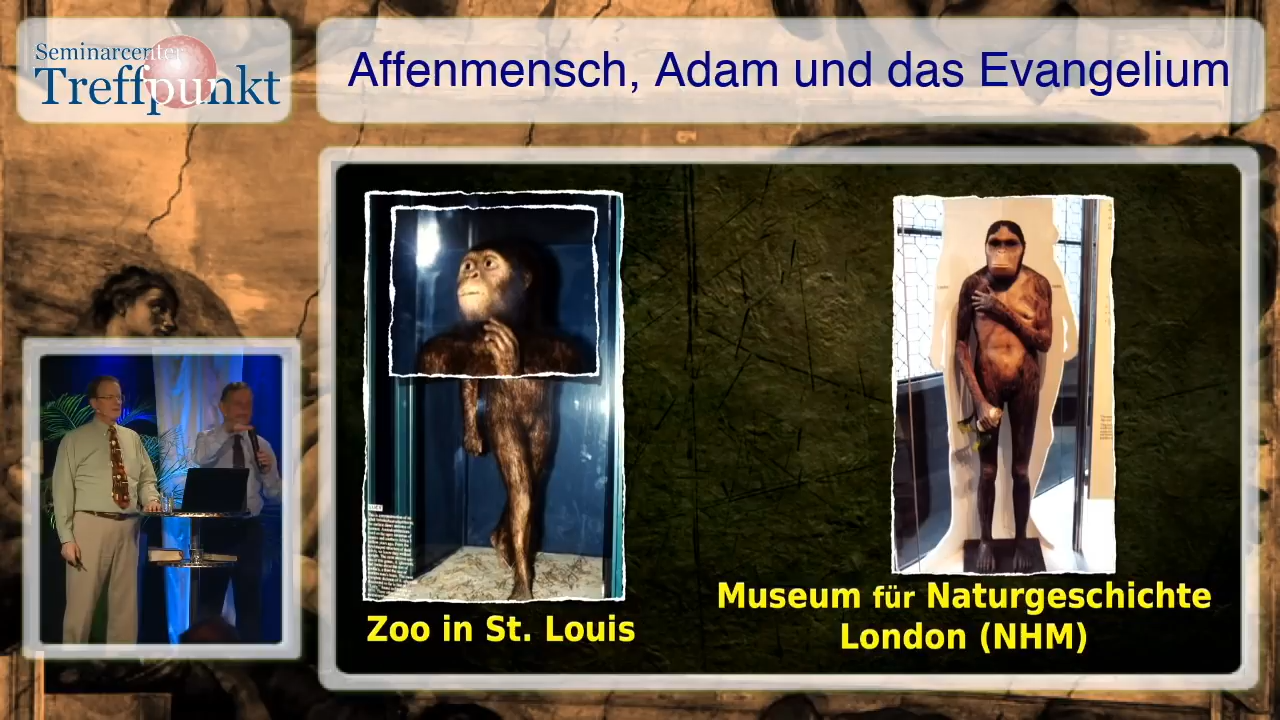 Seminarcenter
Treffpunkt
Affenmensch, Adam und das Evangelium
Zoo in St. Louis
Museum für Naturgeschichte
London (NHM)